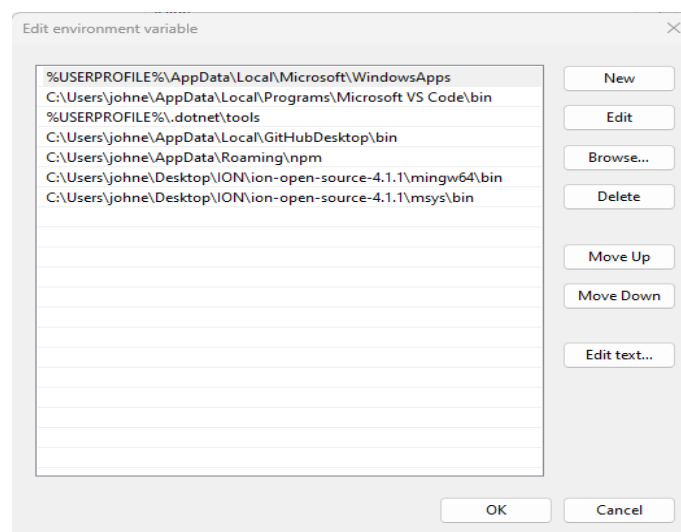 Edit environment variable
%USERPROFILE%\AppData\Local\Microsoft\WindowsApps
C:\Users\johne\AppData\Local\Programs\Microsoft VS Code\bin
%USERPROFILE%\.dotnet\tools
C:\Users\johne\AppData\Local\GitHubDesktop\bin
C:\Users\johne\AppData\Roaming\npm
C:\Users\johne\Desktop\ION\ion-open-source-4.1.1\mingw64\bin
C:\Users\johne\Desktop\ION\ion-open-source-4.1.1\msys\bin
New
Edit
Browse...
Delete
Move Up
Move Down
Edit text...
OK
Cancel